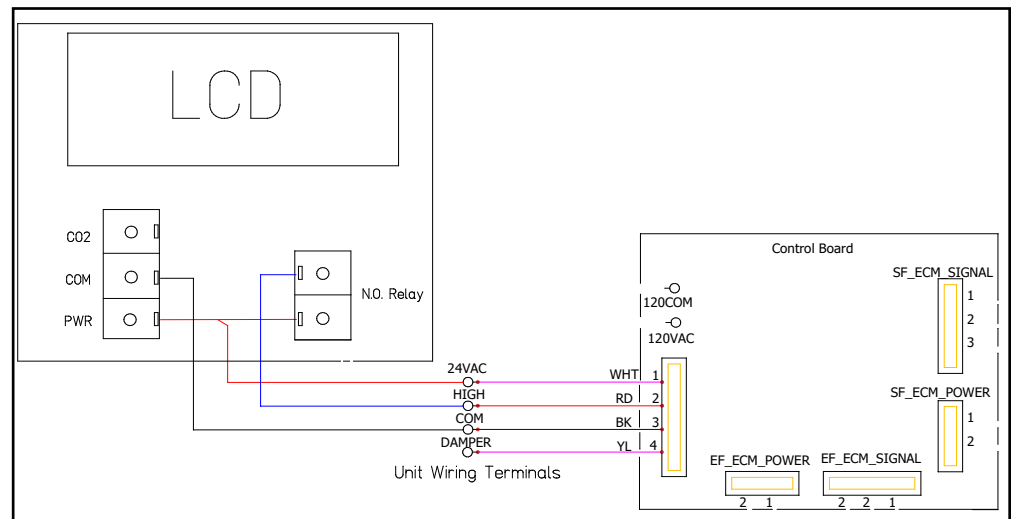 LCD
CO2
COM
PWR
N.O. Relay
Control Board
SF_ECM_SIGNAL
1
2
3
120COM
120VAC
24VAC
HIGH
COM
DAMPER
Unit Wiring Terminals
WHT 1
RD 2
BK 3
YL 4
SF_ECM_POWER
1
2
EF_ECM_POWER
2 1
EF_ECM_SIGNAL
2 2 1